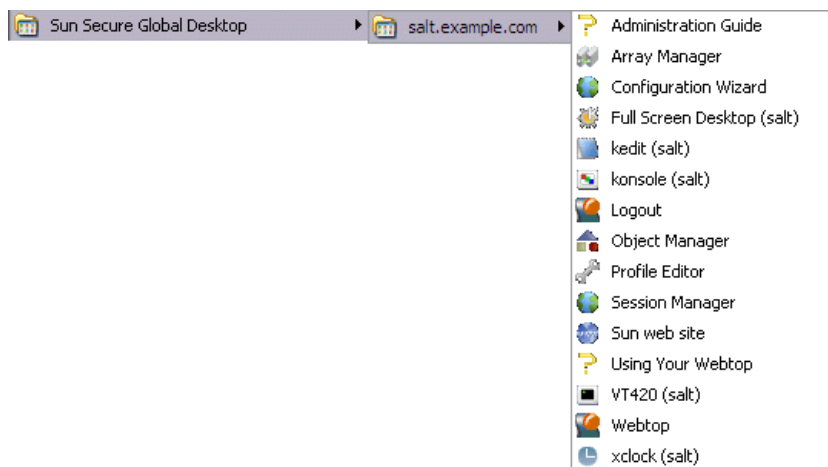 Sun Secure Global Desktop
salt.example.com
Administration Guide
Array Manager
Configuration Wizard
Full Screen Desktop (salt)
kedit (salt)
konsole (salt)
Logout
Object Manager
Profile Editor
Session Manager
Sun web site
Using Your Webtop
VT420 (salt)
Webtop
xclock (salt)